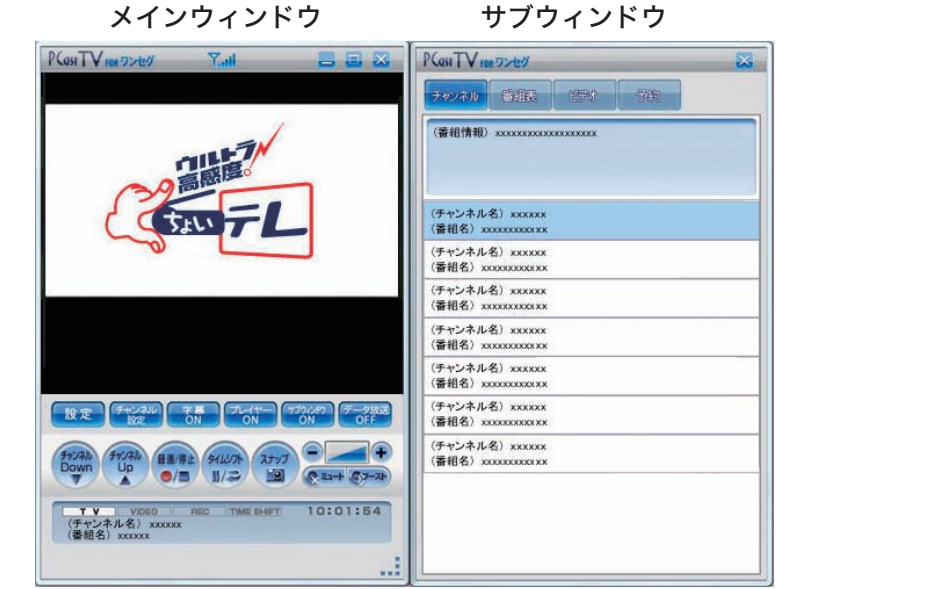 メインウィンドウ
サブウィンドウ
PCastTV FOR ワンセグ
ウルトラ
高感度
ちょいテレ
設定
チャンネル
設定
字幕
ON
プレイヤー
ON
サブウィンドウ
ON
データ放送
OFF
チャンネル
Down
チャンネル
Up
録画/停止
タイムシフト
スナップ
ミュート
ブースト
TV VIDEO REC TIME SHIFT 10:01:54
(チャンネル名) xxxxxx
(番組名) xxxxxx
PCastTV FOR ワンセグ
チャンネル 番組表 ビデオ 予約
(番組情報) xxxxxxxxxxxxxxxxxxx
(チャンネル名) xxxxxx
(番組名) xxxxxxxxxxxx
(チャンネル名) xxxxxx
(番組名) xxxxxxxxxxxx
(チャンネル名) xxxxxx
(番組名) xxxxxxxxxxxx
(チャンネル名) xxxxxx
(番組名) xxxxxxxxxxxx
(チャンネル名) xxxxxx
(番組名) xxxxxxxxxxxx
(チャンネル名) xxxxxx
(番組名) xxxxxxxxxxxx
(チャンネル名) xxxxxx
(番組名) xxxxxxxxxxxx